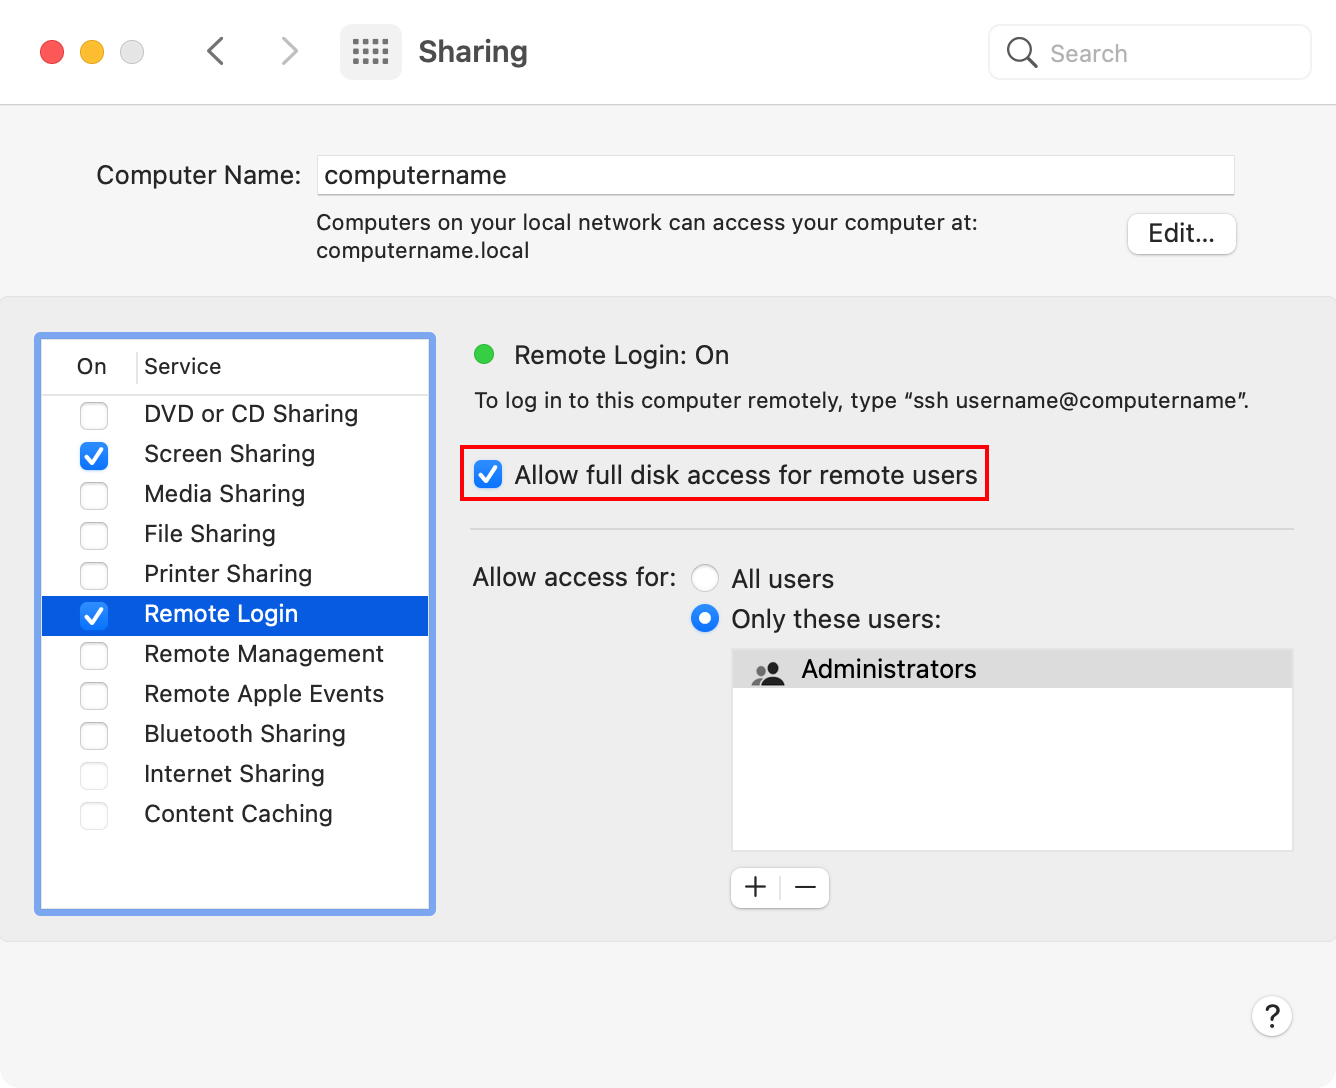 Sharing
Search
Computer Name: computername
Computers on your local network can access your computer at:
computername.local
Edit...
On Service
DVD or CD Sharing
Screen Sharing
Media Sharing
File Sharing
Printer Sharing
Remote Login
Remote Management
Remote Apple Events
Bluetooth Sharing
Internet Sharing
Content Caching
Remote Login: On
To log in to this computer remotely, type “ssh username@computername”.
Allow full disk access for remote users
Allow access for: All users
Only these users:
Administrators
+ −
?